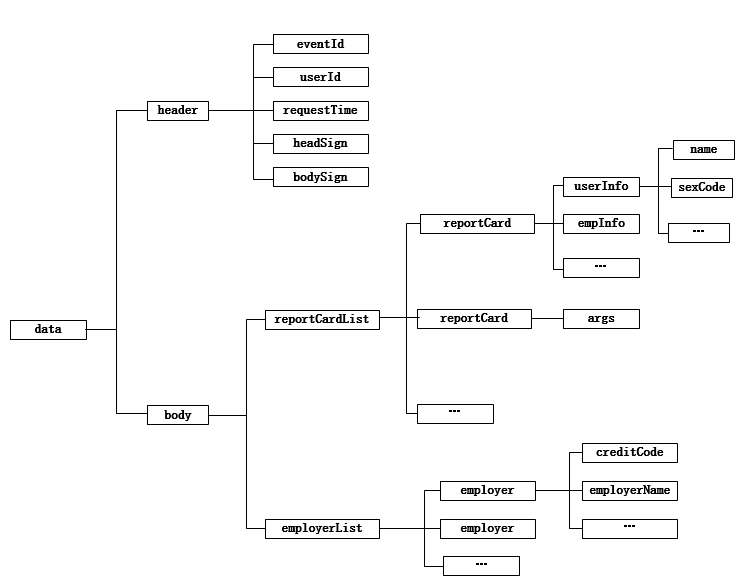 eventId
userId
header
requestTime
headSign
bodySign
name
userInfo
sexCode
reportCard
empInfo
...
...
data
reportCardList
reportCard
args
body
...
creditCode
employer
employerName
employerList
employer
...
...